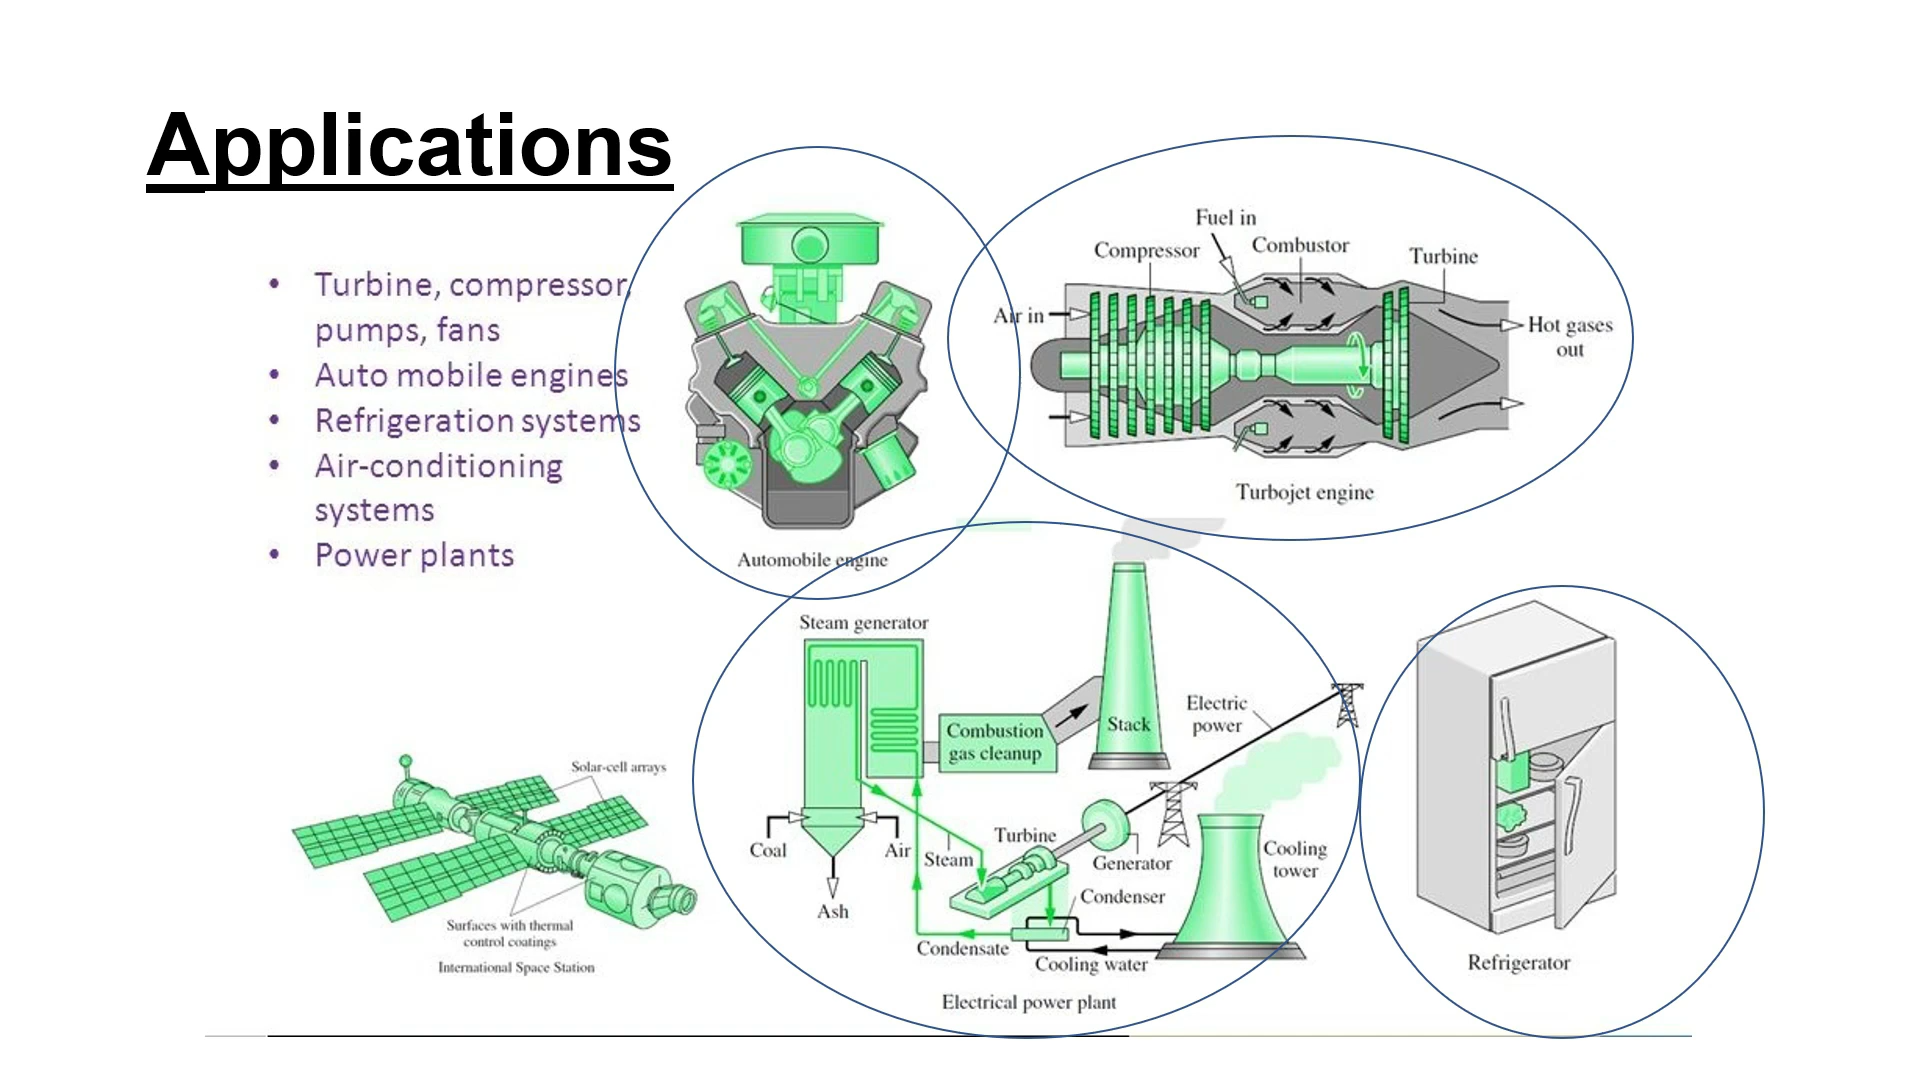 Applications
• Turbine, compressor,
pumps, fans
• Auto mobile engines
• Refrigeration systems
• Air-conditioning
systems
• Power plants
Automobile engine
Fuel in
Compressor
Combustor
Turbine
Air in
Hot gases
out
Turbojet engine
Solar-cell arrays
Surfaces with thermal
control coatings
International Space Station
Steam generator
Combustion
gas cleanup
Stack
Electric
power
Coal
Air
Ash
Steam
Turbine
Generator
Cooling
tower
Condenser
Condensate
Cooling water
Electrical power plant
Refrigerator